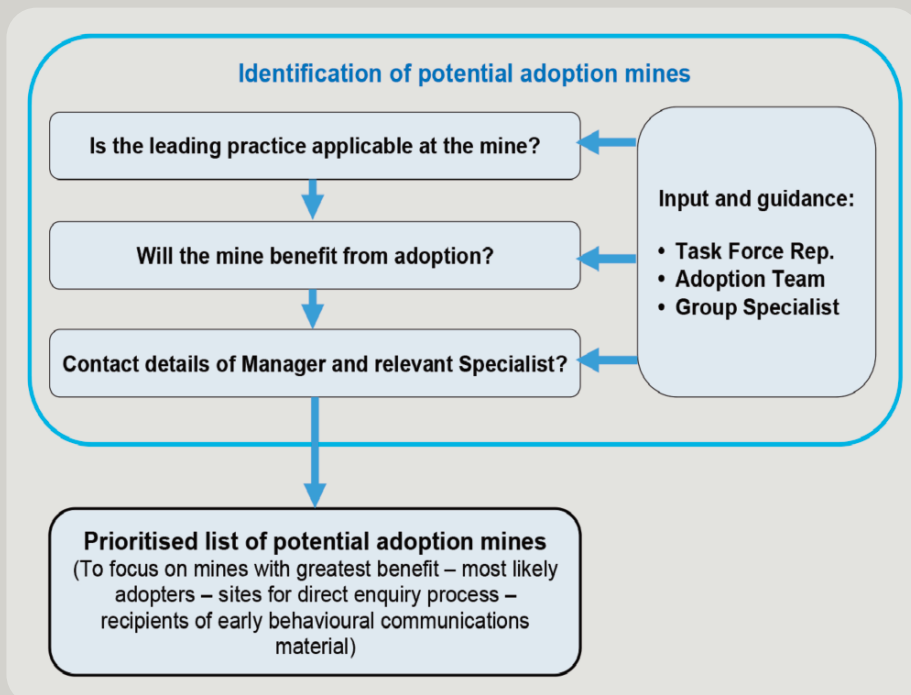 Identification of potential adoption mines
Is the leading practice applicable at the mine?
Will the mine benefit from adoption?
Contact details of Manager and relevant Specialist?
Input and guidance:
• Task Force Rep.
• Adoption Team
• Group Specialist
Prioritised list of potential adoption mines
(To focus on mines with greatest benefit – most likely
adopters – sites for direct enquiry process –
recipients of early behavioural communications
material)